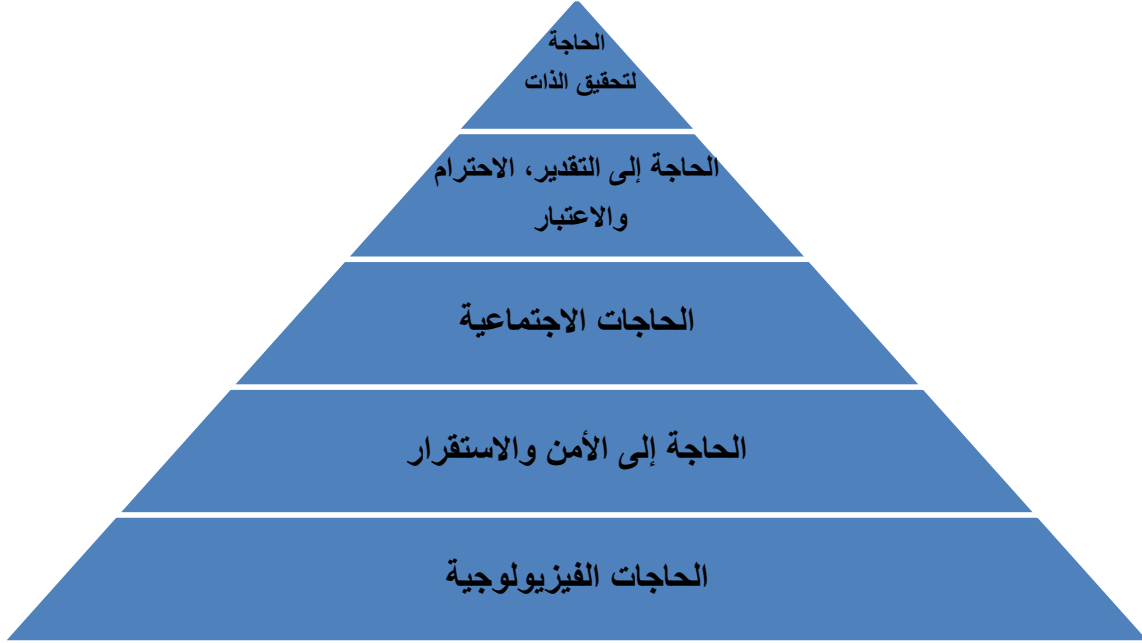 الحاجة
لتحقيق الذات
الحاجة إلى التقدير، الاحترام
والاعتبار
الحاجات الاجتماعية
الحاجة إلى الأمن والاستقرار
الحاجات الفيزيولوجية